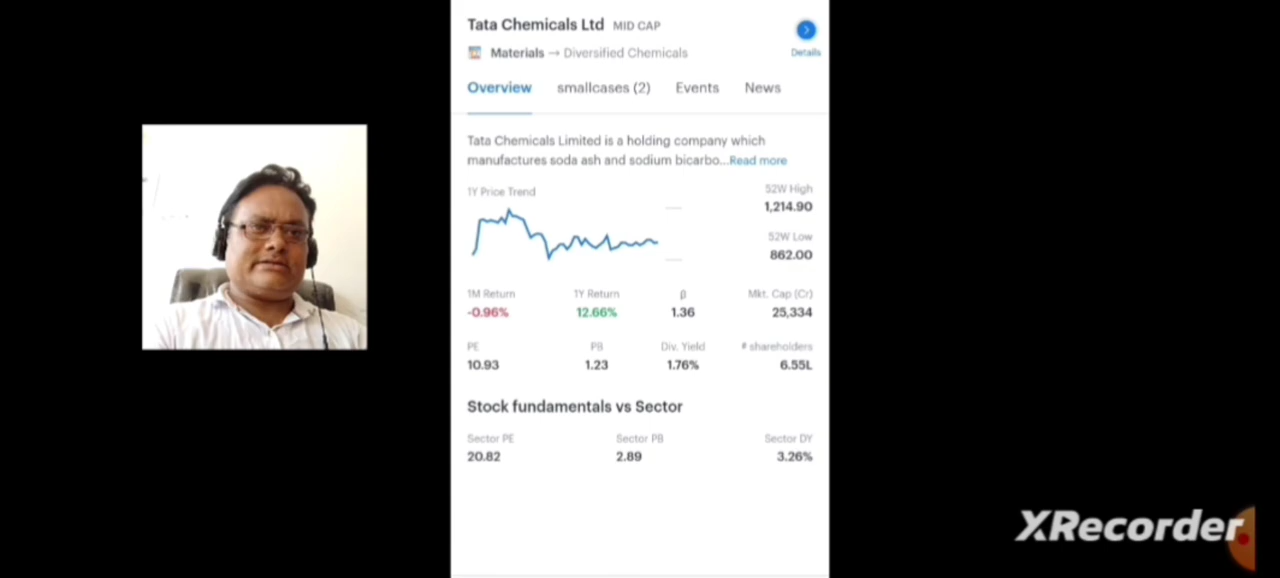 Tata Chemicals Ltd MID CAP
Details
Materials → Diversified Chemicals
Overview smallcases (2) Events News
Tata Chemicals Limited is a holding company which
manufactures soda ash and sodium bicarbo...Read more
1Y Price Trend
52W High
1,214.90
52W Low
862.00
1M Return 1Y Return β Mkt. Cap (Cr)
-0.96% 12.66% 1.36 25,334
PE PB Div. Yield # shareholders
10.93 1.23 1.76% 6.55L
Stock fundamentals vs Sector
Sector PE Sector PB Sector DY
20.82 2.89 3.26%
XRecorder